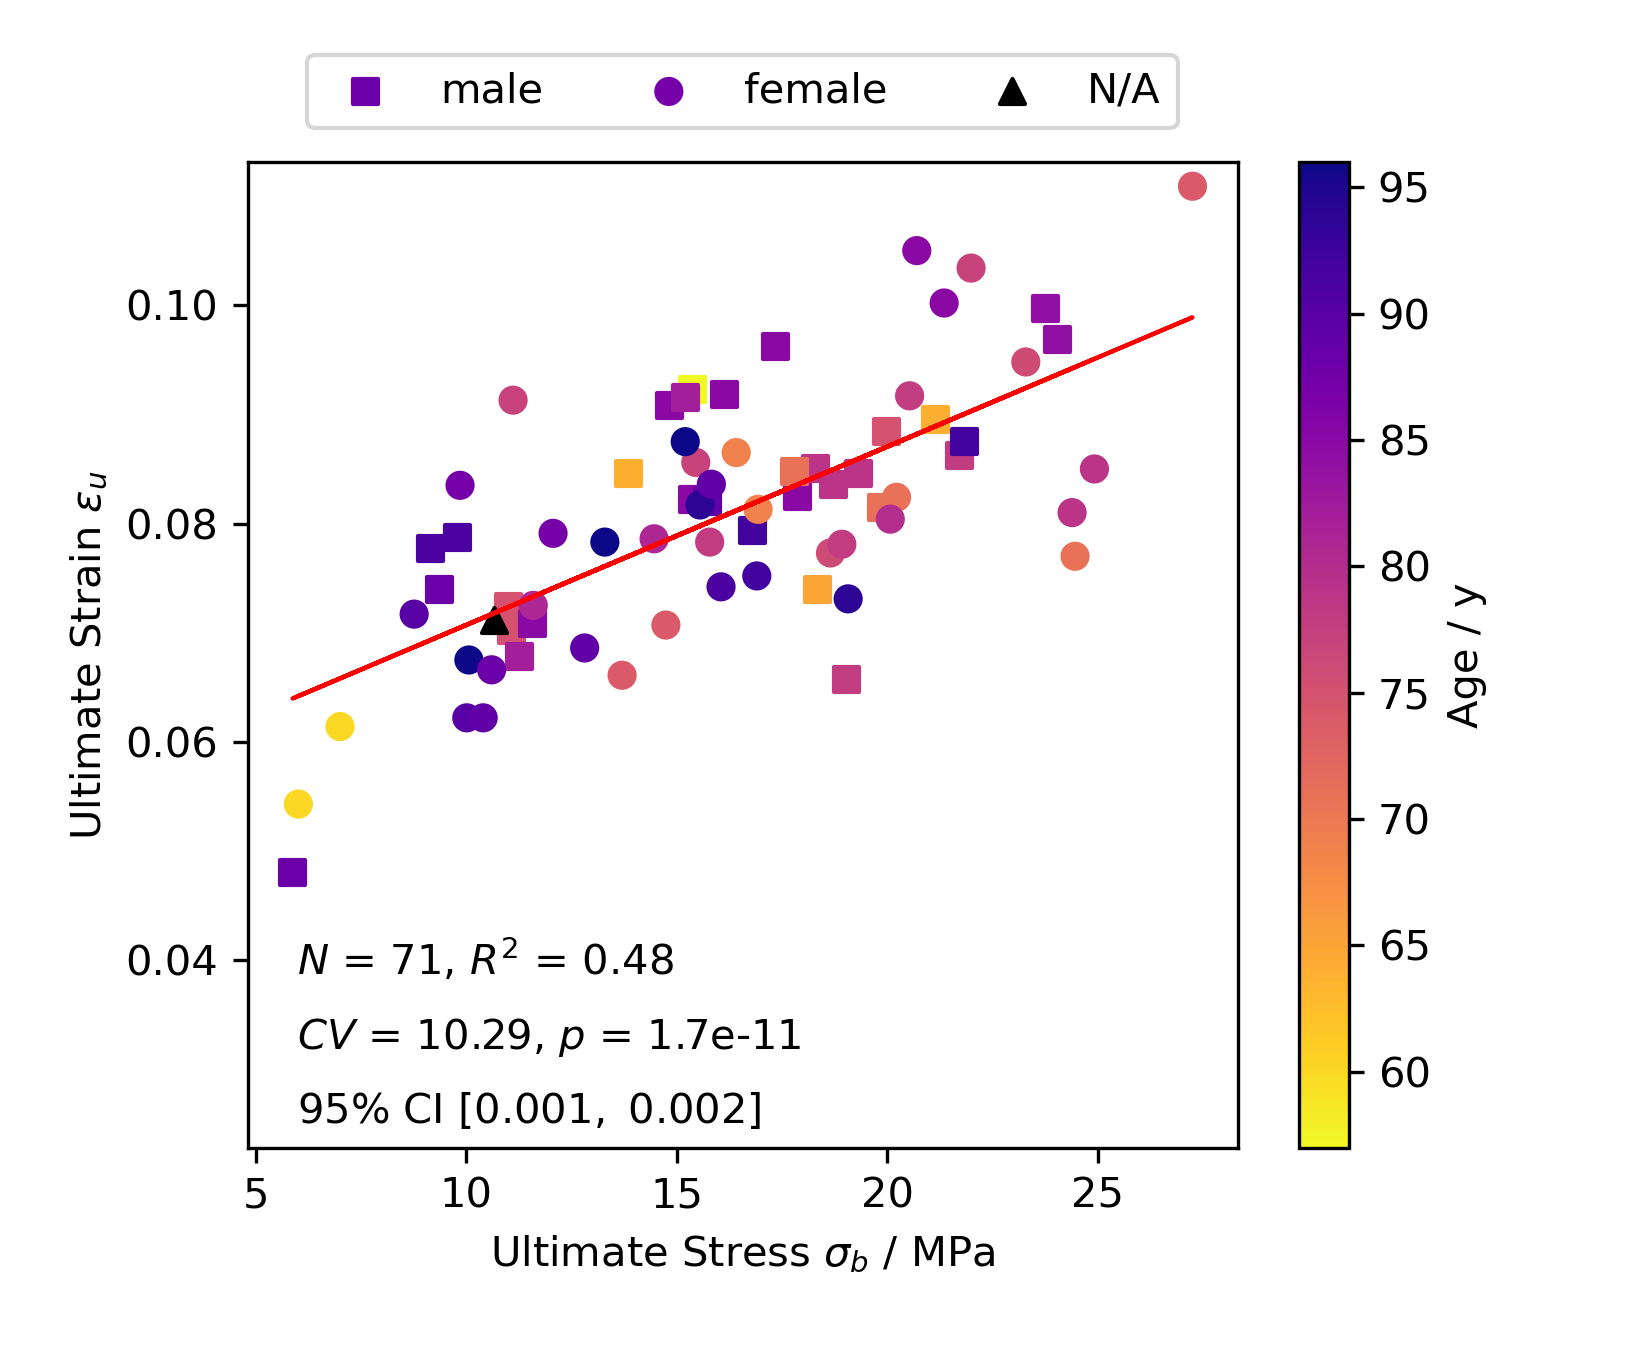 male female N/A
95
90
85
80
75
70
65
60
Age / y
0.10
0.08
0.06
0.04
Ultimate Strain εu
N = 71, R² = 0.48
CV = 10.29, p = 1.7e-11
95% CI [0.001, 0.002]
5 10 15 20 25
Ultimate Stress σb / MPa